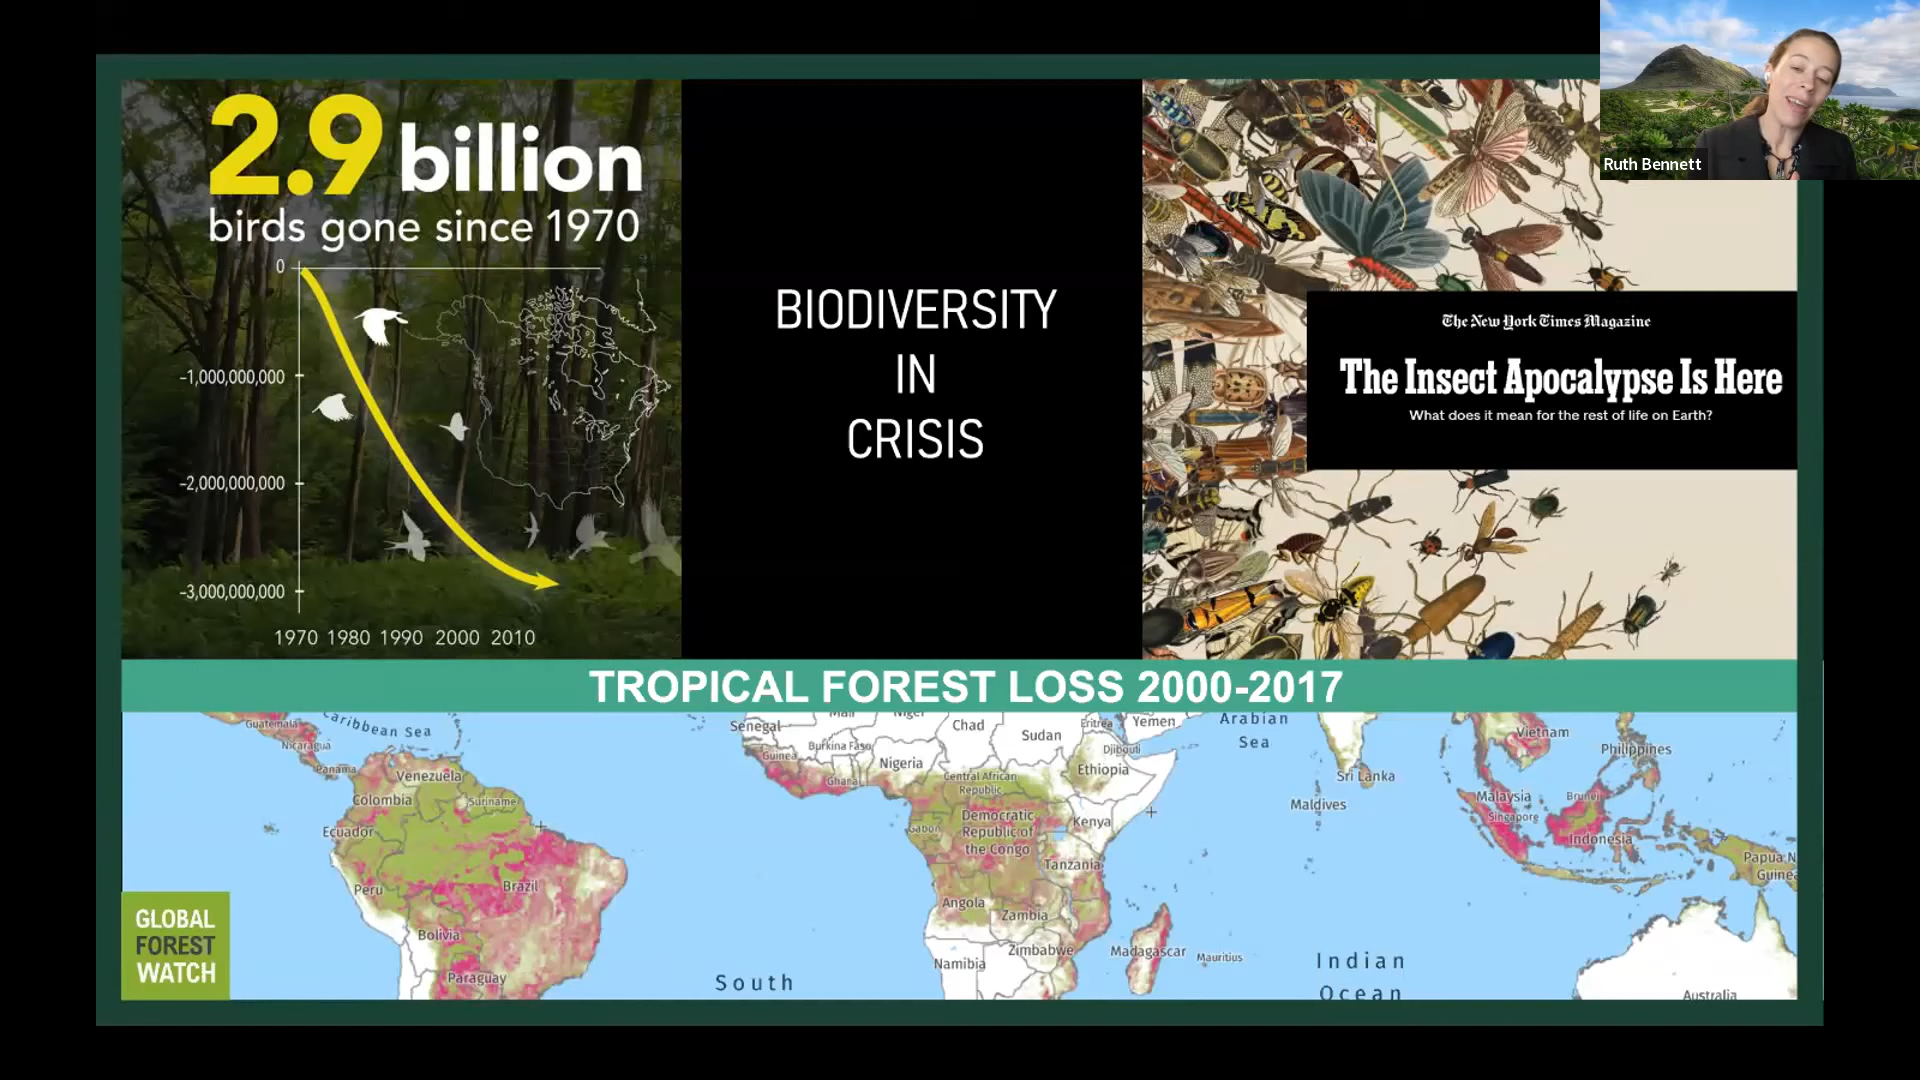 2.9 billion
birds gone since 1970
0
-1,000,000,000
-2,000,000,000
-3,000,000,000
1970 1980 1990 2000 2010
BIODIVERSITY
IN
CRISIS
The New York Times Magazine
The Insect Apocalypse Is Here
What does it mean for the rest of life on Earth?
Ruth Bennett
TROPICAL FOREST LOSS 2000-2017
Guatemala
Nicaragua
Caribbean Sea
Panama
Venezuela
Colombia
Suriname
Ecuador
Peru
Brazil
Bolivia
Paraguay
South
Senegal
Mali
Niger
Chad
Sudan
Eritrea
Yemen
Guinea
Burkina Faso
Djibouti
Ghana
Nigeria
Central African
Republic
Ethiopia
Gabon
Democratic
Republic of
the Congo
Kenya
Tanzania
Angola
Zambia
Zimbabwe
Namibia
Madagascar
Mauritius
Arabian
Sea
Sri Lanka
Maldives
Indian
Ocean
Vietnam
Philippines
Malaysia
Brunei
Singapore
Indonesia
Papua N
Guinea
Australia
GLOBAL
FOREST
WATCH